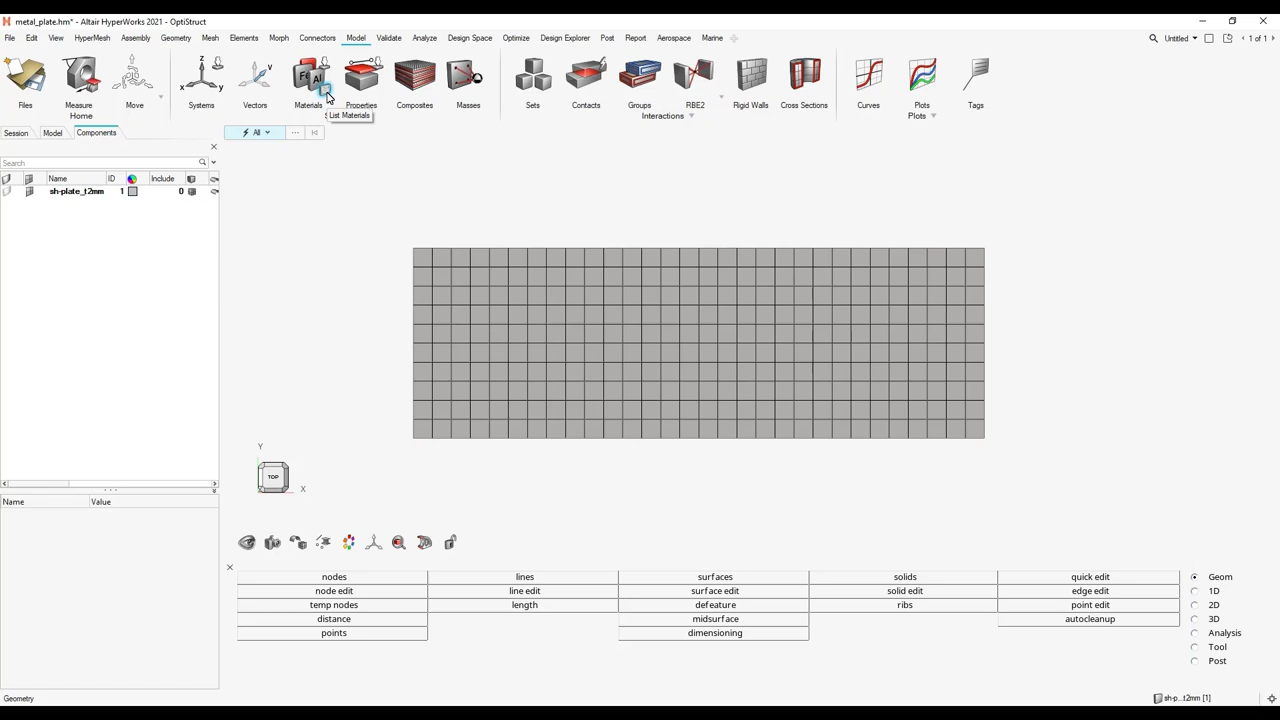 metal_plate.hm* - Altair HyperWorks 2021 - OptiStruct
File Edit View HyperMesh Assembly Geometry Mesh Elements Morph Connectors Model Validate Analyze Design Space Optimize Design Explorer Post Report Aerospace Marine Untitled 1 of 1
Files Measure Move Systems Vectors Materials Properties Composites Masses Sets Contacts Groups RBE2 Rigid Walls Cross Sections Curves Plots Tags
Home Interactions Plots
List Materials
Session Model Components All
Search
Name ID Include
sh-plate_t2mm 1 0
Y
TOP
X
Name Value
nodes lines surfaces solids quick edit Geom
node edit line edit surface edit solid edit edge edit 1D
temp nodes length defeature ribs point edit 2D
distance midsurface autocleanup 3D
points dimensioning Analysis
Tool
Post
Geometry sh-p...t2mm [1]